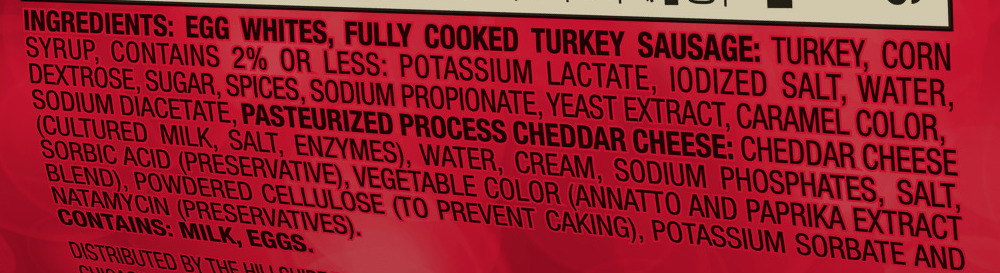 INGREDIENTS: EGG WHITES, FULLY COOKED TURKEY SAUSAGE: TURKEY, CORN
SYRUP, CONTAINS 2% OR LESS: POTASSIUM LACTATE, IODIZED SALT, WATER,
DEXTROSE, SUGAR, SPICES, SODIUM PROPIONATE, YEAST EXTRACT, CARAMEL COLOR,
SODIUM DIACETATE, PASTEURIZED PROCESS CHEDDAR CHEESE: CHEDDAR CHEESE
(CULTURED MILK, SALT, ENZYMES), WATER, CREAM, SODIUM PHOSPHATES, SALT,
SORBIC ACID (PRESERVATIVE), VEGETABLE COLOR (ANNATTO AND PAPRIKA EXTRACT
BLEND), POWDERED CELLULOSE (TO PREVENT CAKING), POTASSIUM SORBATE AND
NATAMYCIN (PRESERVATIVES).
CONTAINS: MILK, EGGS.
DISTRIBUTED BY THE